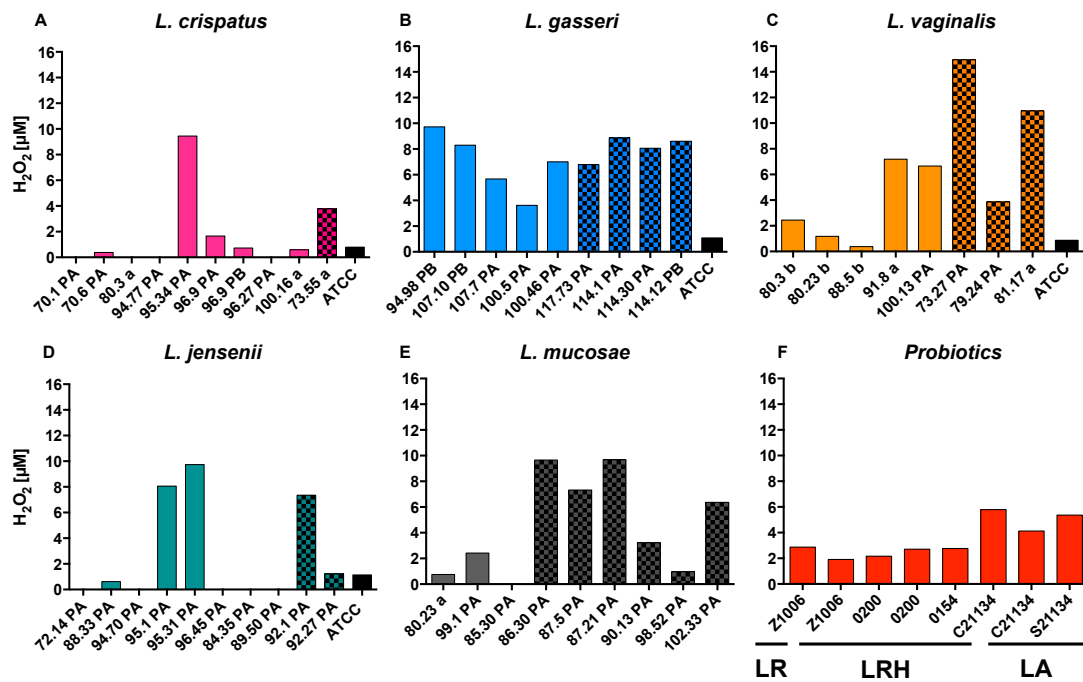 A
L. crispatus
H₂O₂ [µM]
16
14
12
10
8
6
4
2
0
70.1 PA
70.6 PA
80.3 a
94.77 PA
95.34 PA
96.9 PA
96.9 PB
96.27 PA
100.16 a
73.55 a
ATCC
B
L. gasseri
16
14
12
10
8
6
4
2
0
94.98 PB
107.10 PB
107.7 PA
100.5 PA
100.46 PA
117.73 PA
114.1 PA
114.30 PA
114.12 PB
ATCC
C
L. vaginalis
16
14
12
10
8
6
4
2
0
80.3 b
80.23 b
88.5 b
91.8 a
100.13 PA
73.27 PA
79.24 PA
81.17 a
ATCC
D
L. jensenii
H₂O₂ [µM]
16
14
12
10
8
6
4
2
0
72.14 PA
88.33 PA
94.70 PA
95.1 PA
95.31 PA
96.45 PA
84.35 PA
89.50 PA
92.1 PA
92.27 PA
ATCC
E
L. mucosae
16
14
12
10
8
6
4
2
0
80.23 a
99.1 PA
85.30 PA
86.30 PA
87.5 PA
87.21 PA
90.13 PA
98.52 PA
102.33 PA
F
Probiotics
16
14
12
10
8
6
4
2
0
Z1006
Z1006
0200
0200
0154
C21134
C21134
S21134
LR
LRH
LA